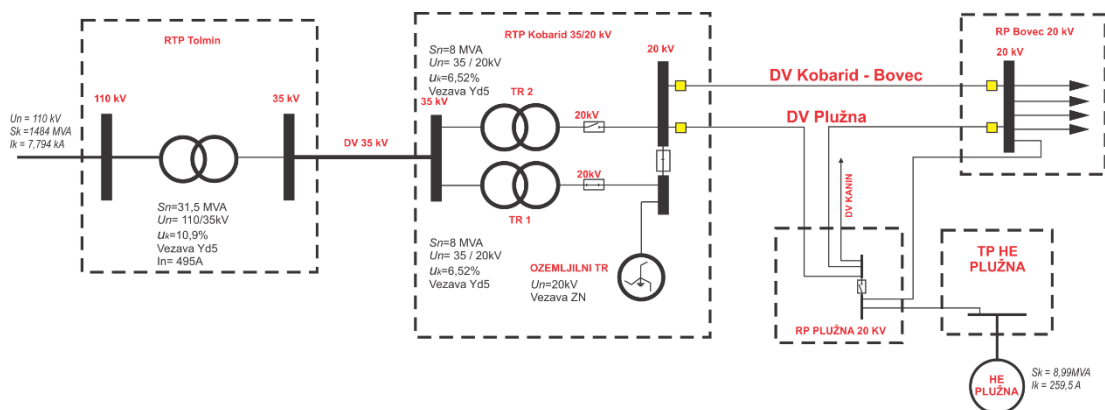 RTP Tolmin
110 kV
35 kV
Un = 110 kV
Sk =1484 MVA
Ik = 7,794 kA
Sn=31,5 MVA
Un= 110/35kV
uk=10,9%
Vezava Yd5
In= 495A
DV 35 kV
RTP Kobarid 35/20 kV
Sn=8 MVA
Un= 35 / 20kV
uk=6,52%
Vezava Yd5
35 kV
TR 2
20kV
20 kV
20kV
TR 1
Sn=8 MVA
Un= 35 / 20kV
uk=6,52%
Vezava Yd5
OZEMLJILNI TR
Un=20kV
Vezava ZN
DV Kobarid - Bovec
DV Plužna
DV KANIN
RP Bovec 20 kV
20 kV
RP PLUŽNA 20 KV
TP HE
PLUŽNA
HE
PLUŽNA
Sk = 8,99MVA
Ik = 259,5 A